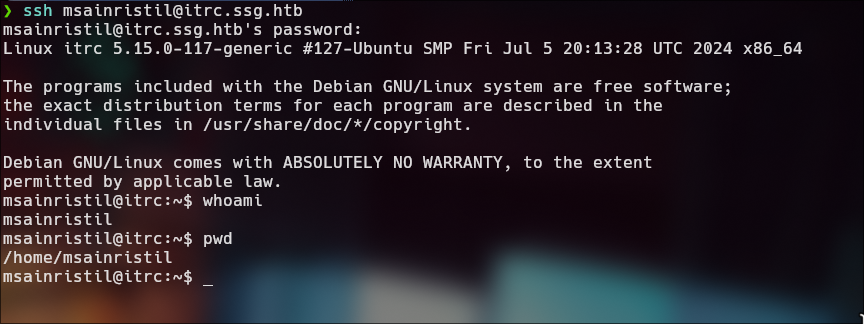 ❯ ssh msainristil@itrc.ssg.htb
msainristil@itrc.ssg.htb's password:
Linux itrc 5.15.0-117-generic #127-Ubuntu SMP Fri Jul 5 20:13:28 UTC 2024 x86_64
The programs included with the Debian GNU/Linux system are free software;
the exact distribution terms for each program are described in the
individual files in /usr/share/doc/*/copyright.
Debian GNU/Linux comes with ABSOLUTELY NO WARRANTY, to the extent
permitted by applicable law.
msainristil@itrc:~$ whoami
msainristil
msainristil@itrc:~$ pwd
/home/msainristil
msainristil@itrc:~$ _